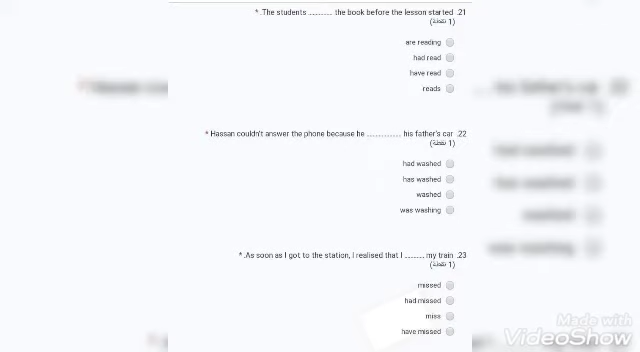 .21 .The students .............. the book before the lesson started *
(1 نقطة)
are reading
had read
have read
reads
.22 Hassan couldn't answer the phone because he .................... his father's car *
(1 نقطة)
had washed
has washed
washed
was washing
.23 .As soon as I got to the station, I realised that I ........... my train *
(1 نقطة)
missed
had missed
miss
have missed
Made with
VideoShow